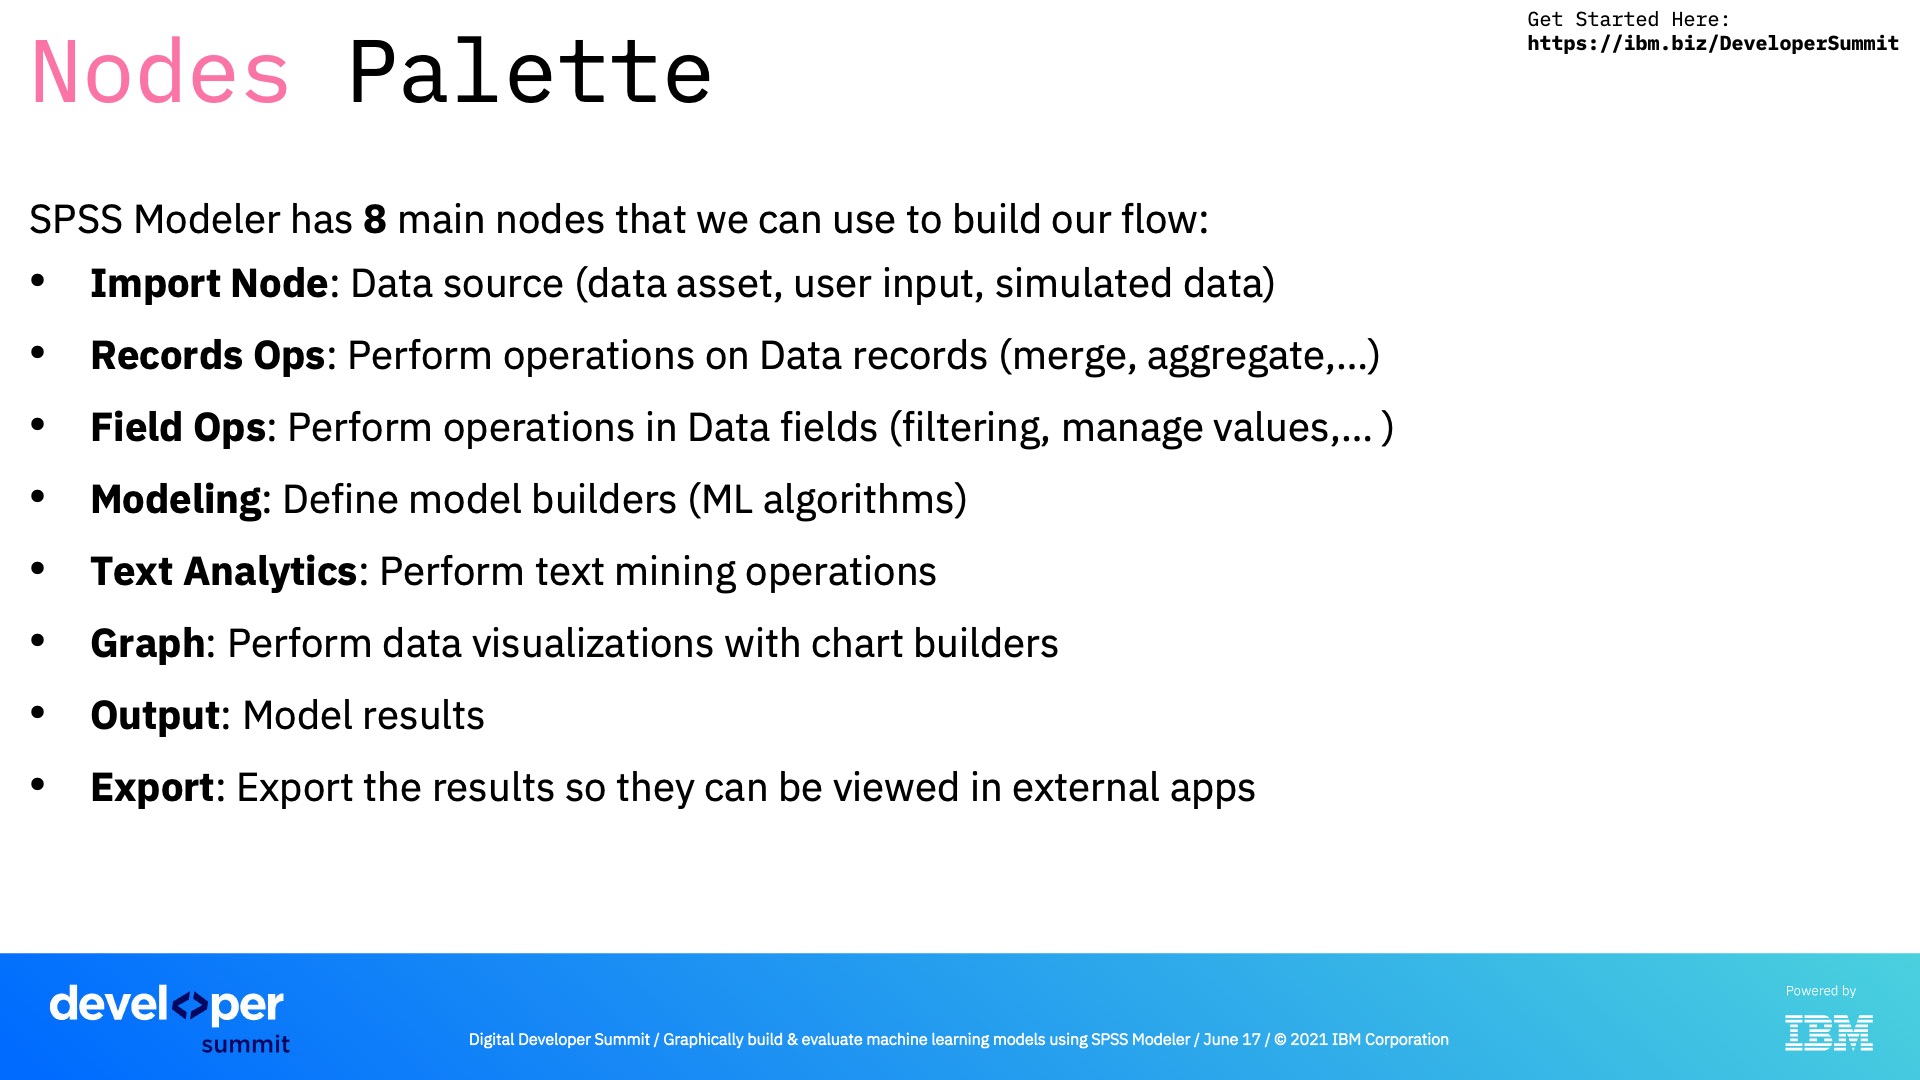 Nodes Palette
Get Started Here:
https://ibm.biz/DeveloperSummit
SPSS Modeler has 8 main nodes that we can use to build our flow:
• Import Node: Data source (data asset, user input, simulated data)
• Records Ops: Perform operations on Data records (merge, aggregate,...)
• Field Ops: Perform operations in Data fields (filtering, manage values,... )
• Modeling: Define model builders (ML algorithms)
• Text Analytics: Perform text mining operations
• Graph: Perform data visualizations with chart builders
• Output: Model results
• Export: Export the results so they can be viewed in external apps
devel<>per
summit
Digital Developer Summit / Graphically build & evaluate machine learning models using SPSS Modeler / June 17 / © 2021 IBM Corporation
Powered by
IBM